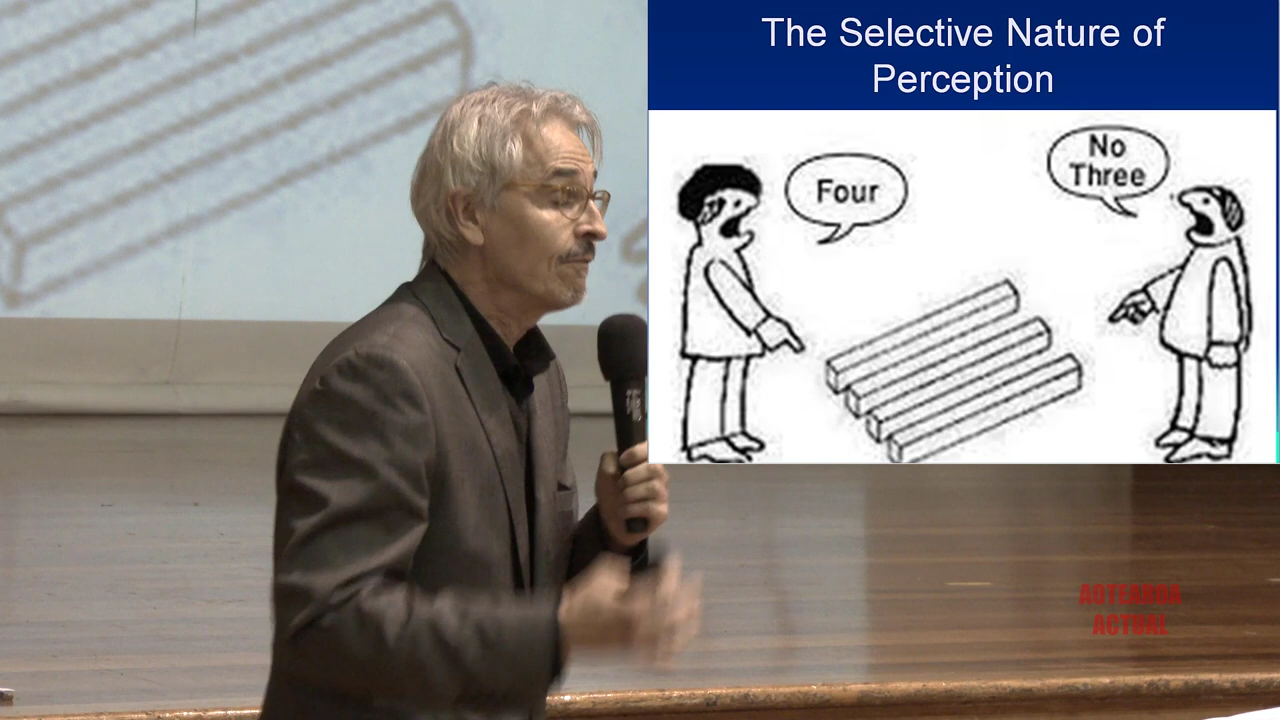 The Selective Nature of
Perception
Four
No
Three
AOTEAROA
ACTUAL